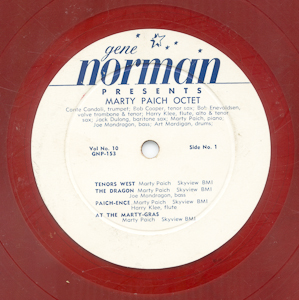 gene
norman
PRESENTS
MARTY PAICH OCTET
Conte Candoli, trumpet; Bob Cooper, tenor sax; Bob Enevoldsen,
valve trombone & tenor; Harry Klee, flute, alto & tenor
sax; Jack Dulong, baritone sax; Marty Paich, piano;
Joe Mondragon, bass; Art Mardigan, drums;
Vol No. 10 Side No. 1
GNP-153
TENORS WEST Marty Paich Skyview BMI
THE DRAGON Marty Paich Skyview BMI
Joe Mondragon, bass
PAICH-ENCE Marty Paich Skyview BMI
Harry Klee, flute
AT THE MARTY-GRAS
Marty Paich Skyview BMI